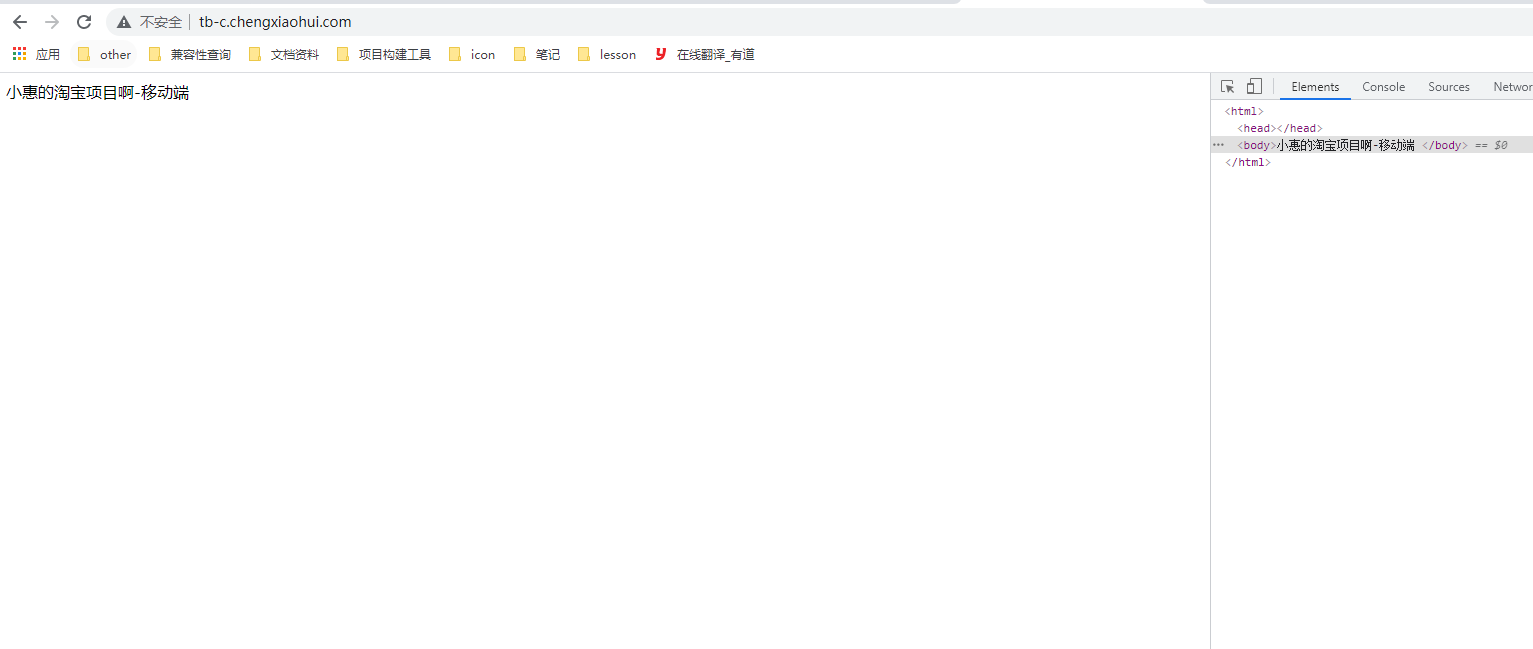 不安全 tb-c.chengxiaohui.com
应用 other 兼容性查询 文档资料 项目构建工具 icon 笔记 lesson 在线翻译_有道
小惠的淘宝项目啊-移动端
Elements Console Sources Networ
<html>
<head></head>
<body>小惠的淘宝项目啊-移动端 </body> == $0
</html>